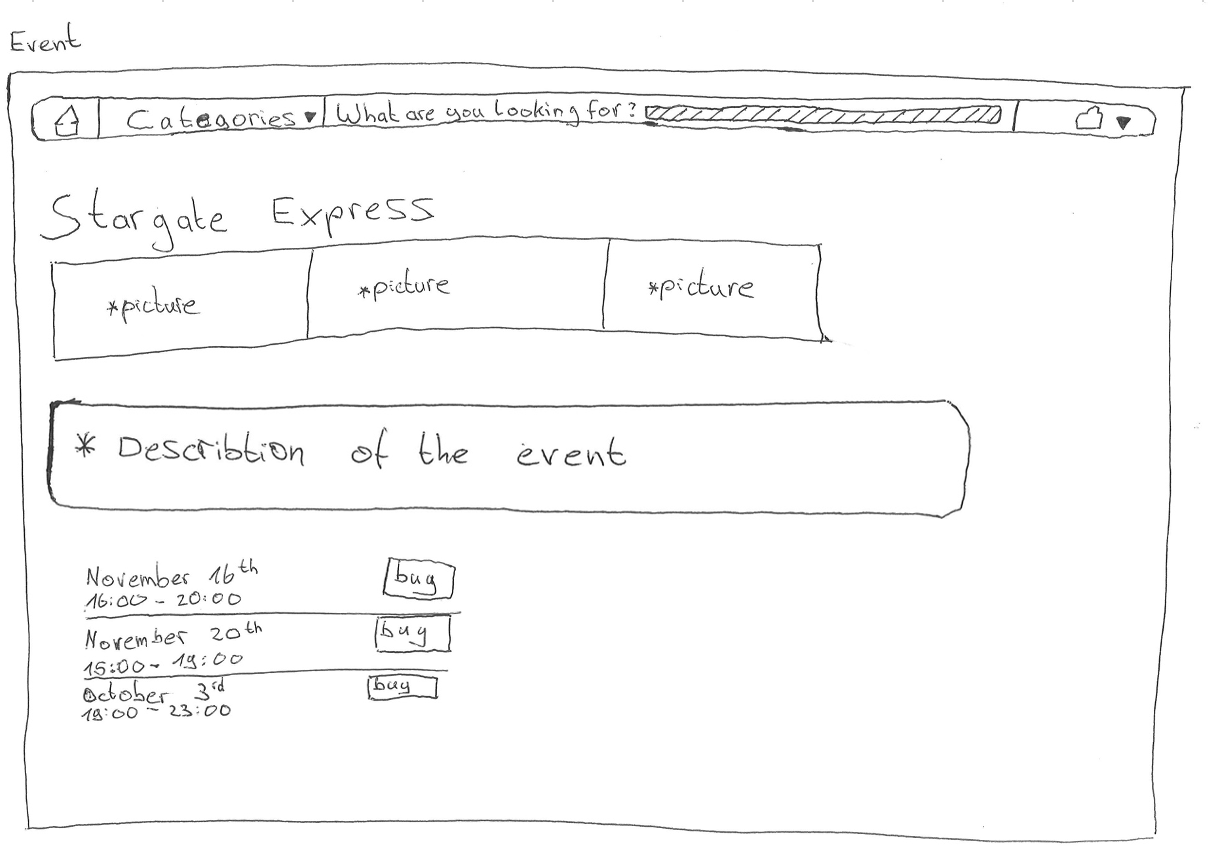 Event
Categories What are you looking for?
Stargate Express
*picture *picture *picture
* Describtion of the event
November 16th buy
16:00 - 20:00
November 20th buy
15:00 - 19:00
October 3rd buy
19:00 - 23:00